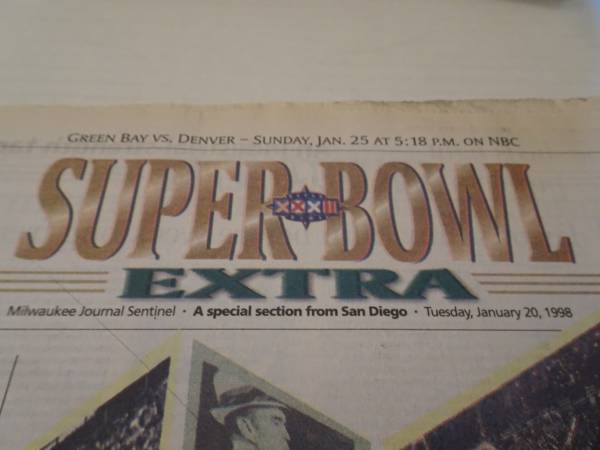 GREEN BAY VS. DENVER – SUNDAY, JAN. 25 AT 5:18 P.M. ON NBC
SUPER XXXII BOWL
EXTRA
Milwaukee Journal Sentinel · A special section from San Diego · Tuesday, January 20, 1998